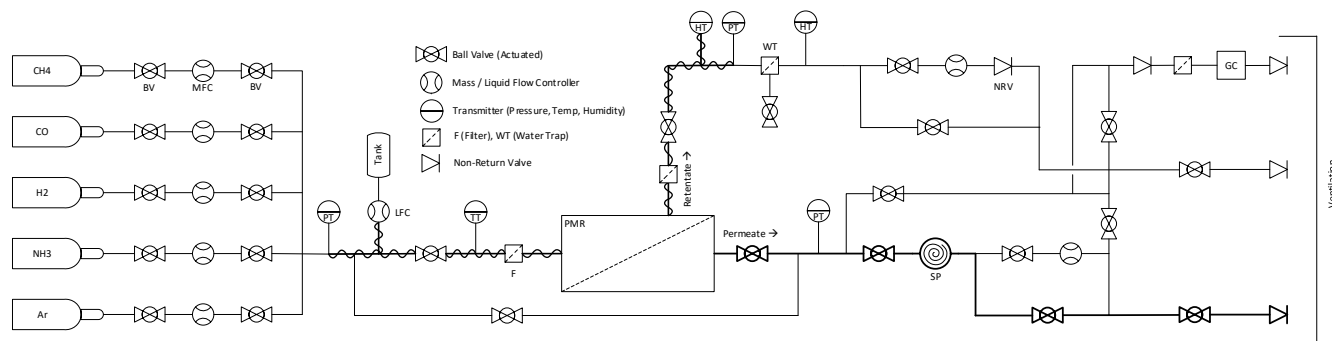 HT
PT
HT
WT
CH4
BV
MFC
BV
Ball Valve (Actuated)
Mass / Liquid Flow Controller
Transmitter (Pressure, Temp, Humidity)
F (Filter), WT (Water Trap)
Non-Return Valve
NRV
GC
CO
Tank
H2
LFC
Retentate →
PT
TT
PMR
Permeate →
PT
NH3
F
SP
Ar
Ventilation